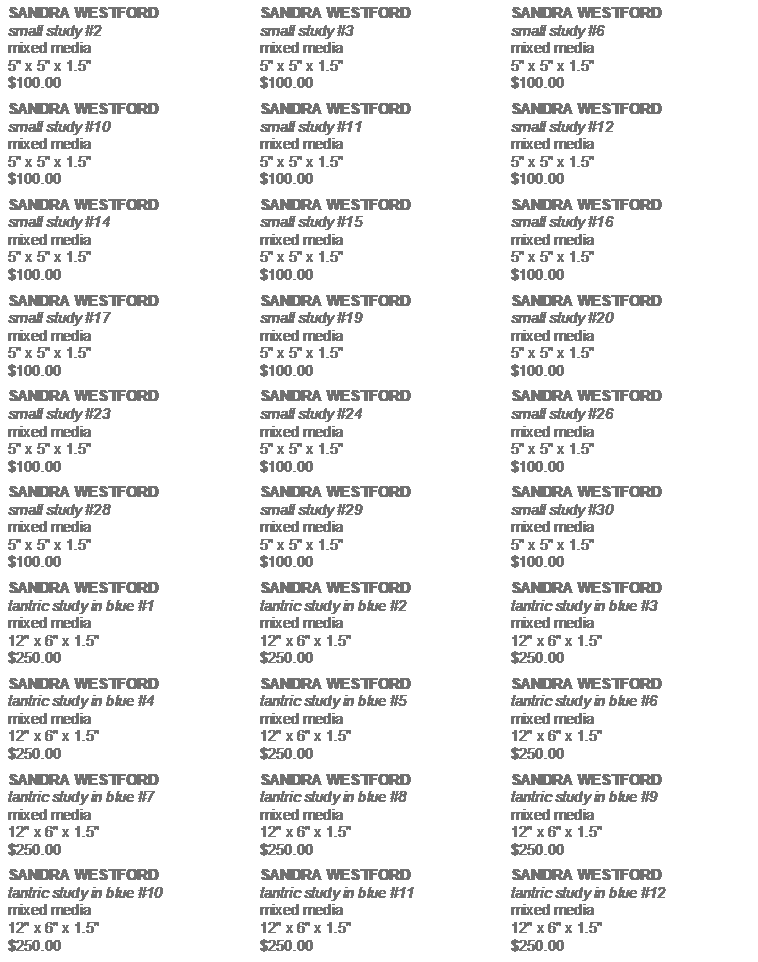 SANDRA WESTFORD
small study #2
mixed media
5" x 5" x 1.5"
$100.00
SANDRA WESTFORD
small study #3
mixed media
5" x 5" x 1.5"
$100.00
SANDRA WESTFORD
small study #6
mixed media
5" x 5" x 1.5"
$100.00
SANDRA WESTFORD
small study #10
mixed media
5" x 5" x 1.5"
$100.00
SANDRA WESTFORD
small study #11
mixed media
5" x 5" x 1.5"
$100.00
SANDRA WESTFORD
small study #12
mixed media
5" x 5" x 1.5"
$100.00
SANDRA WESTFORD
small study #14
mixed media
5" x 5" x 1.5"
$100.00
SANDRA WESTFORD
small study #15
mixed media
5" x 5" x 1.5"
$100.00
SANDRA WESTFORD
small study #16
mixed media
5" x 5" x 1.5"
$100.00
SANDRA WESTFORD
small study #17
mixed media
5" x 5" x 1.5"
$100.00
SANDRA WESTFORD
small study #19
mixed media
5" x 5" x 1.5"
$100.00
SANDRA WESTFORD
small study #20
mixed media
5" x 5" x 1.5"
$100.00
SANDRA WESTFORD
small study #23
mixed media
5" x 5" x 1.5"
$100.00
SANDRA WESTFORD
small study #24
mixed media
5" x 5" x 1.5"
$100.00
SANDRA WESTFORD
small study #26
mixed media
5" x 5" x 1.5"
$100.00
SANDRA WESTFORD
small study #28
mixed media
5" x 5" x 1.5"
$100.00
SANDRA WESTFORD
small study #29
mixed media
5" x 5" x 1.5"
$100.00
SANDRA WESTFORD
small study #30
mixed media
5" x 5" x 1.5"
$100.00
SANDRA WESTFORD
tantric study in blue #1
mixed media
12" x 6" x 1.5"
$250.00
SANDRA WESTFORD
tantric study in blue #2
mixed media
12" x 6" x 1.5"
$250.00
SANDRA WESTFORD
tantric study in blue #3
mixed media
12" x 6" x 1.5"
$250.00
SANDRA WESTFORD
tantric study in blue #4
mixed media
12" x 6" x 1.5"
$250.00
SANDRA WESTFORD
tantric study in blue #5
mixed media
12" x 6" x 1.5"
$250.00
SANDRA WESTFORD
tantric study in blue #6
mixed media
12" x 6" x 1.5"
$250.00
SANDRA WESTFORD
tantric study in blue #7
mixed media
12" x 6" x 1.5"
$250.00
SANDRA WESTFORD
tantric study in blue #8
mixed media
12" x 6" x 1.5"
$250.00
SANDRA WESTFORD
tantric study in blue #9
mixed media
12" x 6" x 1.5"
$250.00
SANDRA WESTFORD
tantric study in blue #10
mixed media
12" x 6" x 1.5"
$250.00
SANDRA WESTFORD
tantric study in blue #11
mixed media
12" x 6" x 1.5"
$250.00
SANDRA WESTFORD
tantric study in blue #12
mixed media
12" x 6" x 1.5"
$250.00